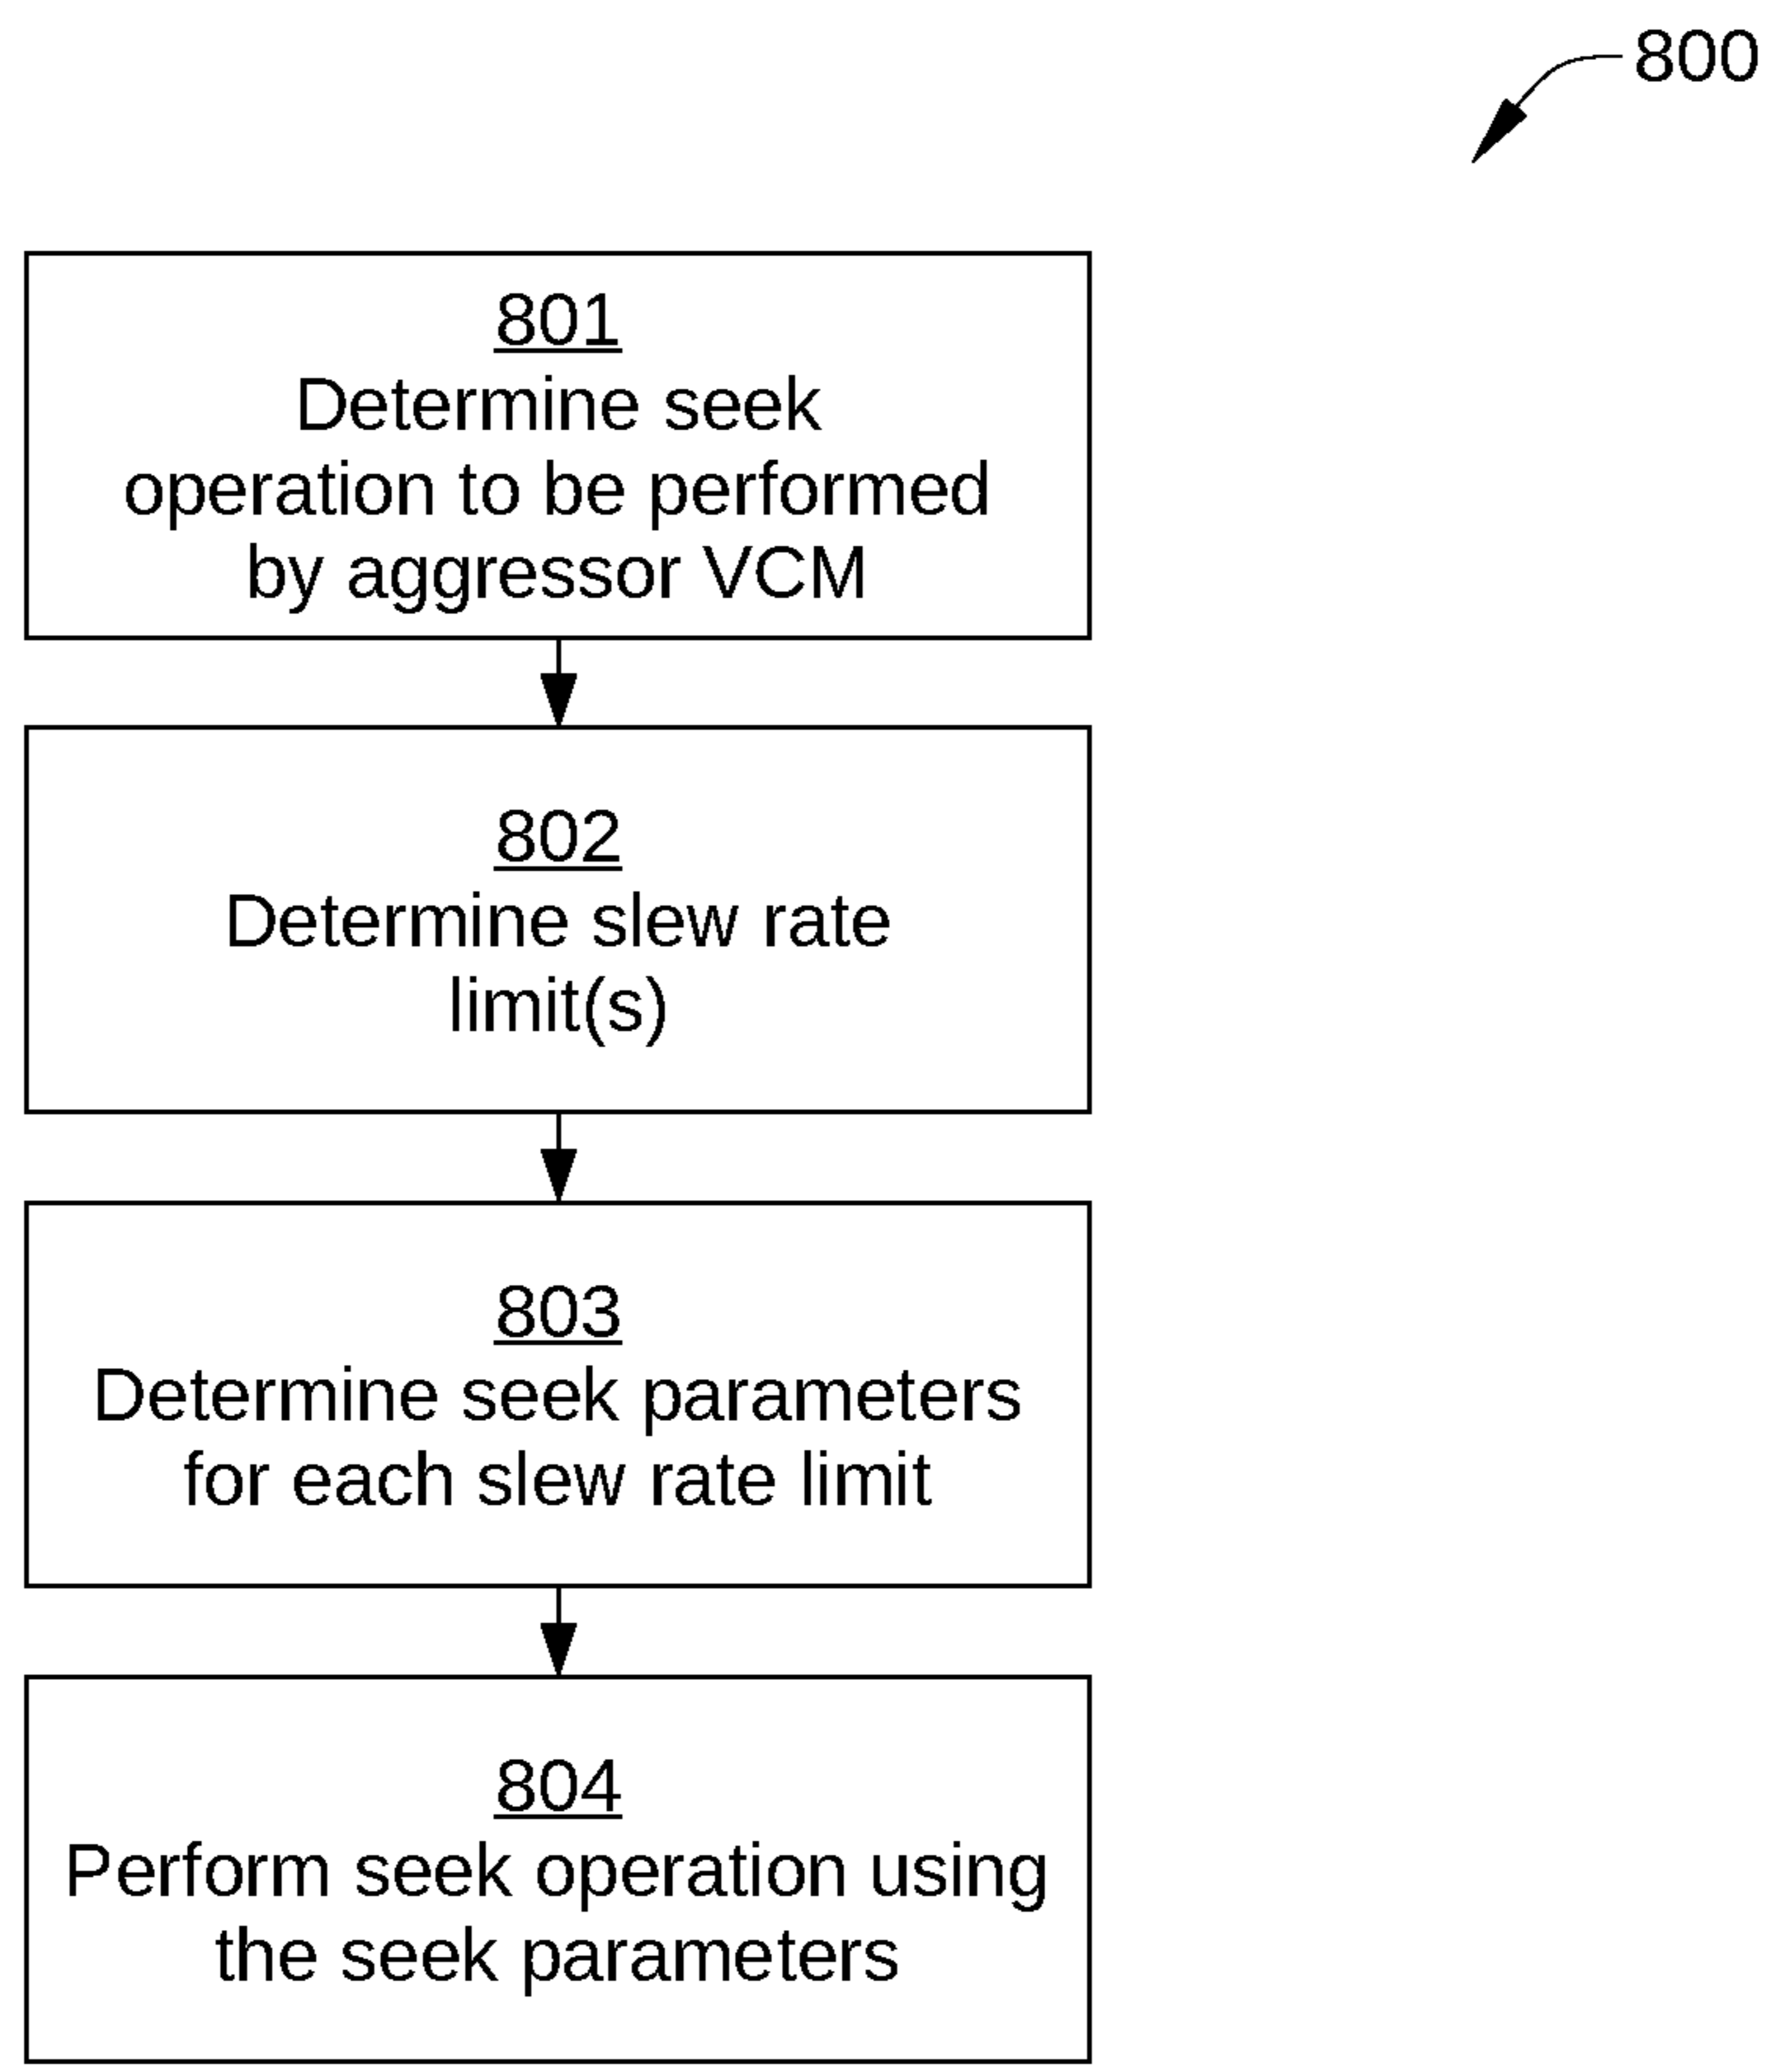 800
801
Determine seek
operation to be performed
by aggressor VCM
802
Determine slew rate
limit(s)
803
Determine seek parameters
for each slew rate limit
804
Perform seek operation using
the seek parameters